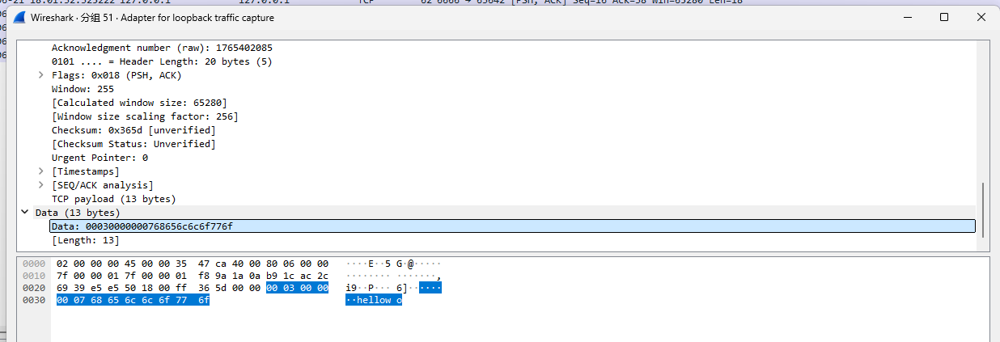 Wireshark · 分组 51 · Adapter for loopback traffic capture
Acknowledgment number (raw): 1765402085
0101 .... = Header Length: 20 bytes (5)
Flags: 0x018 (PSH, ACK)
Window: 255
[Calculated window size: 65280]
[Window size scaling factor: 256]
Checksum: 0x365d [unverified]
[Checksum Status: Unverified]
Urgent Pointer: 0
[Timestamps]
[SEQ/ACK analysis]
TCP payload (13 bytes)
Data (13 bytes)
Data: 00030000000768656c6c6f776f
[Length: 13]
0000 02 00 00 00 45 00 00 35 47 ca 40 00 80 06 00 00 ····E··5 G·@·····
0010 7f 00 00 01 7f 00 00 01 f8 9a 1a 0a b9 1c ac 2c ········ ·······,
0020 69 39 e5 e5 50 18 00 ff 36 5d 00 00 00 03 00 00 i9··P··· 6]······
0030 00 07 68 65 6c 6c 6f 77 6f ··hellow o